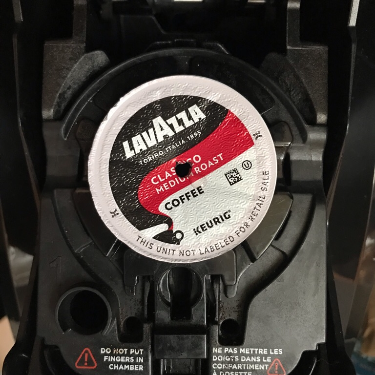 LAVAZZA
TORINO, ITALIA, 1895
CLASSICO
MEDIUM ROAST
COFFEE
KEURIG
THIS UNIT NOT LABELED FOR RETAIL SALE
K
K
U
DO NOT PUT
FINGERS IN
CHAMBER
NE PAS METTRE LES
DOIGTS DANS LE
COMPARTIMENT
À DOSETTE